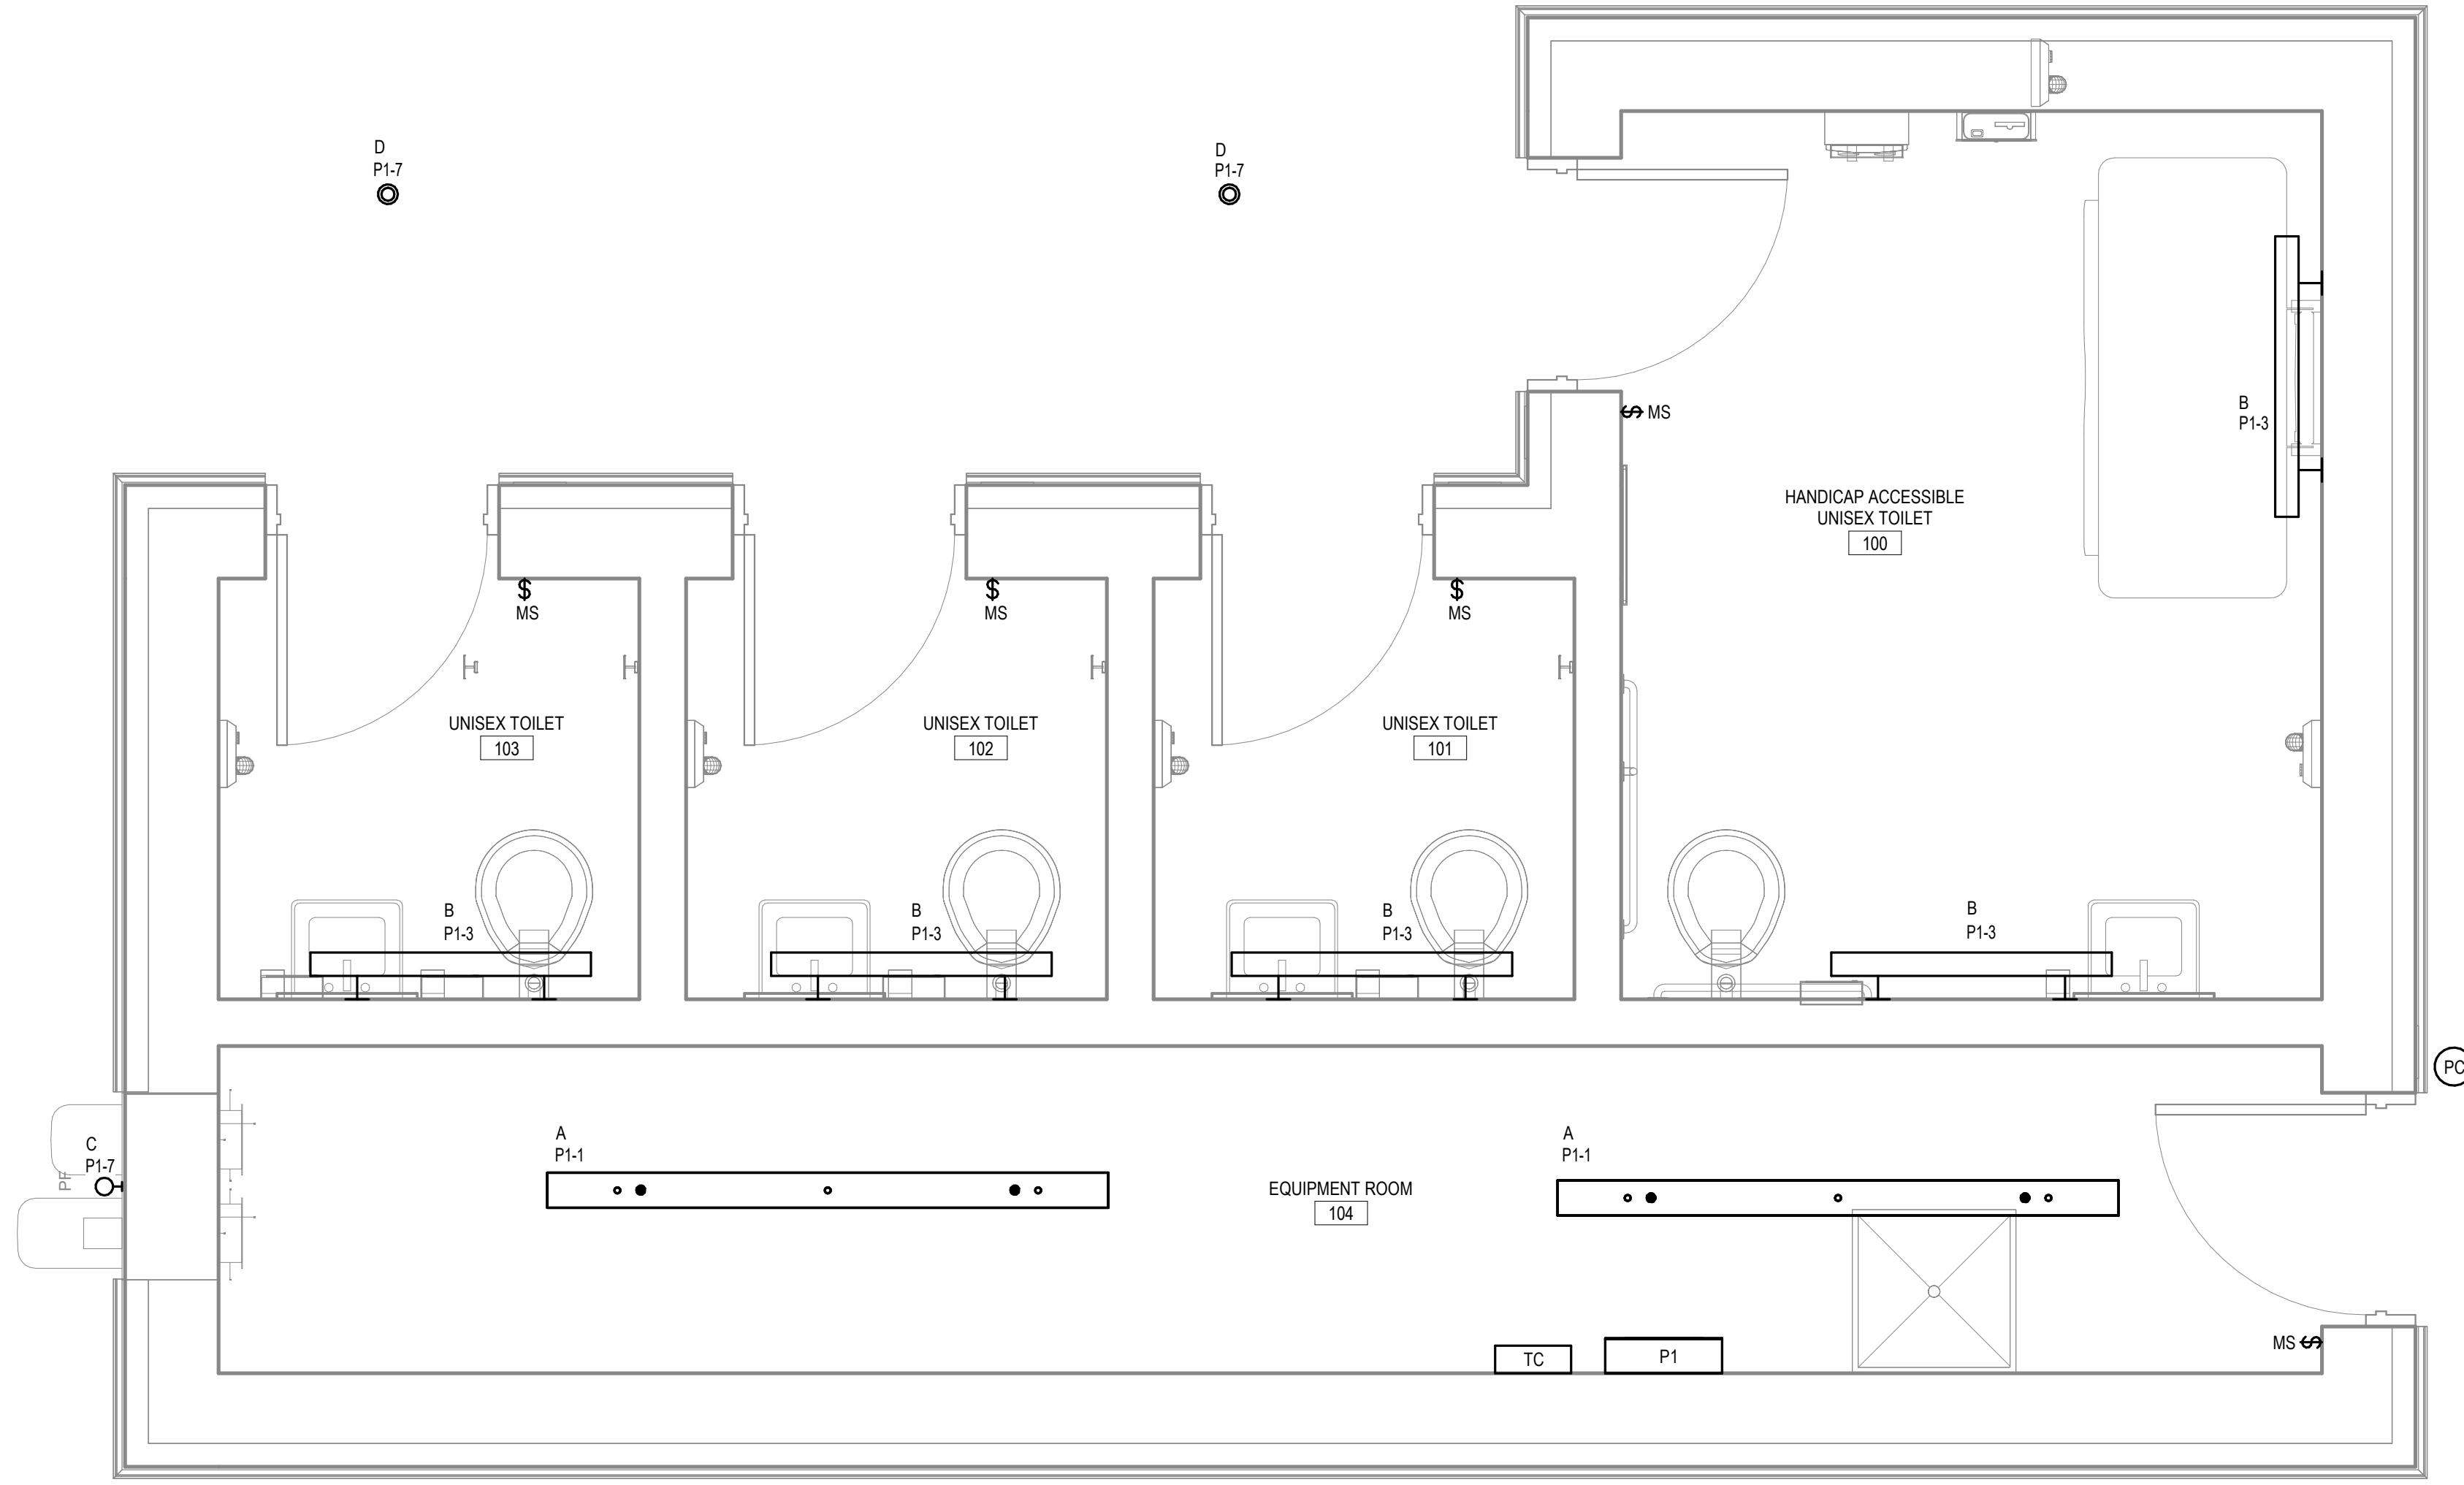 D
P1-7
D
P1-7
B
P1-3
$ MS
HANDICAP ACCESSIBLE
UNISEX TOILET
100
$
MS
$
MS
$
MS
UNISEX TOILET
103
UNISEX TOILET
102
UNISEX TOILET
101
B
P1-3
B
P1-3
B
P1-3
B
P1-3
PC
C
P1-7
PF
A
P1-1
A
P1-1
EQUIPMENT ROOM
104
MS $
TC
P1